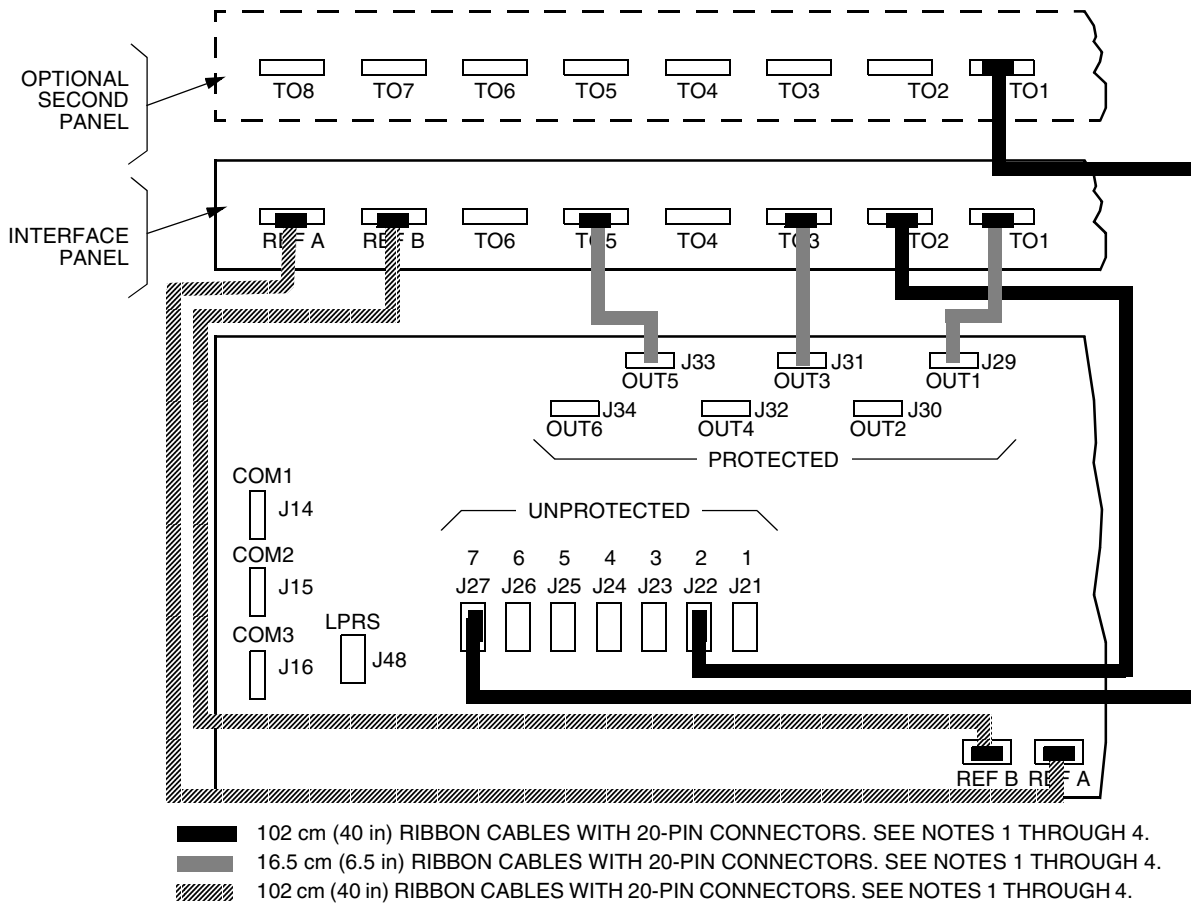 OPTIONAL
SECOND
PANEL
TO8 TO7 TO6 TO5 TO4 TO3 TO2 TO1
INTERFACE
PANEL
REF A REF B TO6 TO5 TO4 TO3 TO2 TO1
J33 J31 J29
OUT5 OUT3 OUT1
J34 J32 J30
OUT6 OUT4 OUT2
PROTECTED
COM1
J14
UNPROTECTED
COM2
J15
7 6 5 4 3 2 1
J27 J26 J25 J24 J23 J22 J21
COM3
J16
LPRS
J48
REF B REF A
102 cm (40 in) RIBBON CABLES WITH 20-PIN CONNECTORS. SEE NOTES 1 THROUGH 4.
16.5 cm (6.5 in) RIBBON CABLES WITH 20-PIN CONNECTORS. SEE NOTES 1 THROUGH 4.
102 cm (40 in) RIBBON CABLES WITH 20-PIN CONNECTORS. SEE NOTES 1 THROUGH 4.